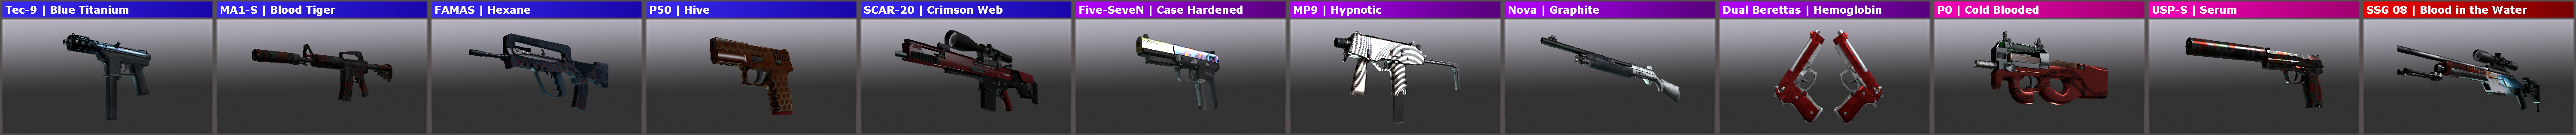 Tec-9 | Blue Titanium
MA1-S | Blood Tiger
FAMAS | Hexane
P50 | Hive
SCAR-20 | Crimson Web
Five-SeveN | Case Hardened
MP9 | Hypnotic
Nova | Graphite
Dual Berettas | Hemoglobin
P0 | Cold Blooded
USP-S | Serum
SSG 08 | Blood in the Water